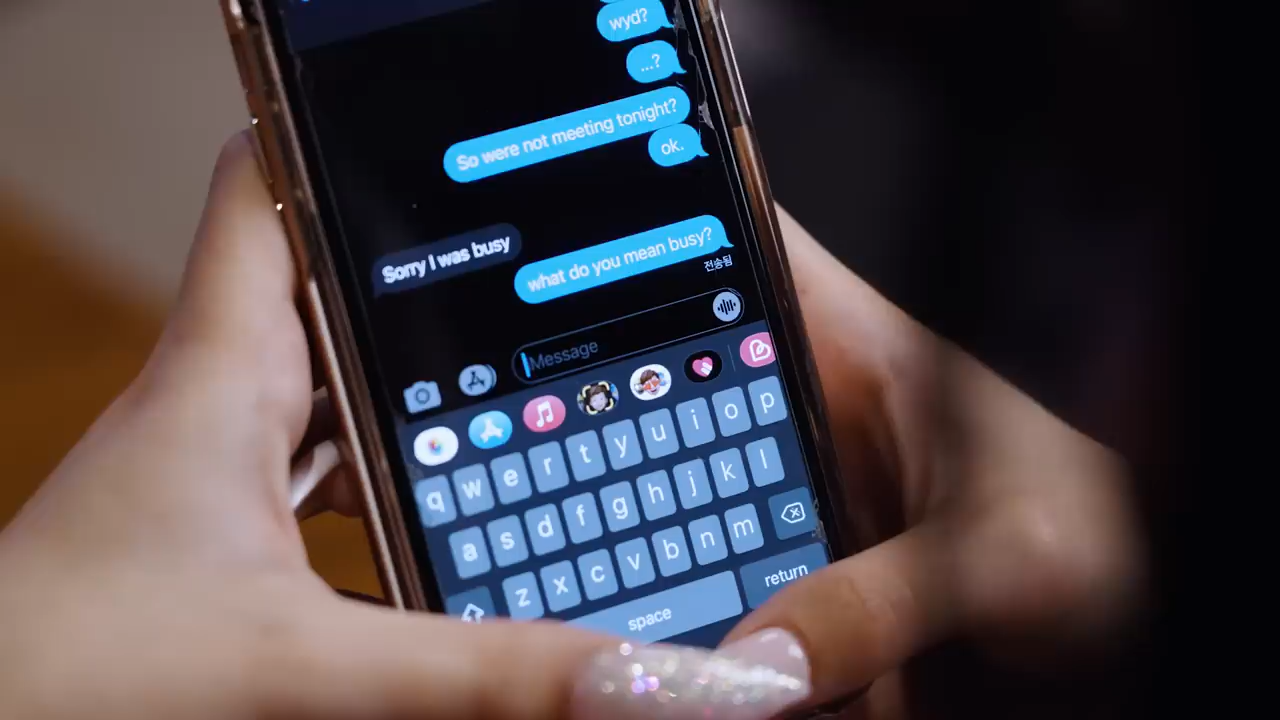 wyd?
...?
So were not meeting tonight?
ok.
Sorry I was busy
what do you mean busy?
전송됨
Message
q w e r t y u i o p
a s d f g h j k l
z x c v b n m
space
return